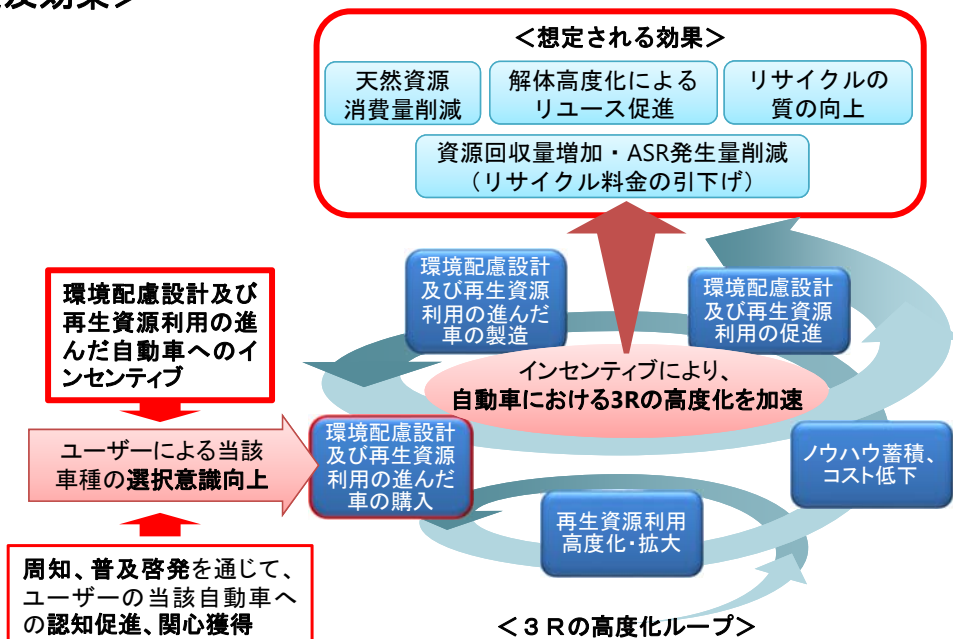 及効果＞
＜想定される効果＞
天然資源
消費量削減
解体高度化による
リユース促進
リサイクルの
質の向上
資源回収量増加・ASR発生量削減
（リサイクル料金の引下げ）
環境配慮設計
及び再生資源
利用の進んだ
車の製造
環境配慮設計
及び再生資源
利用の促進
環境配慮設計及び
再生資源利用の進
んだ自動車へのイ
ンセンティブ
インセンティブにより、
自動車における3Rの高度化を加速
ユーザーによる当該
車種の選択意識向上
環境配慮設計
及び再生資源
利用の進んだ
車の購入
ノウハウ蓄積、
コスト低下
再生資源利用
高度化・拡大
周知、普及啓発を通じて、
ユーザーの当該自動車へ
の認知促進、関心獲得
＜３Ｒの高度化ループ＞